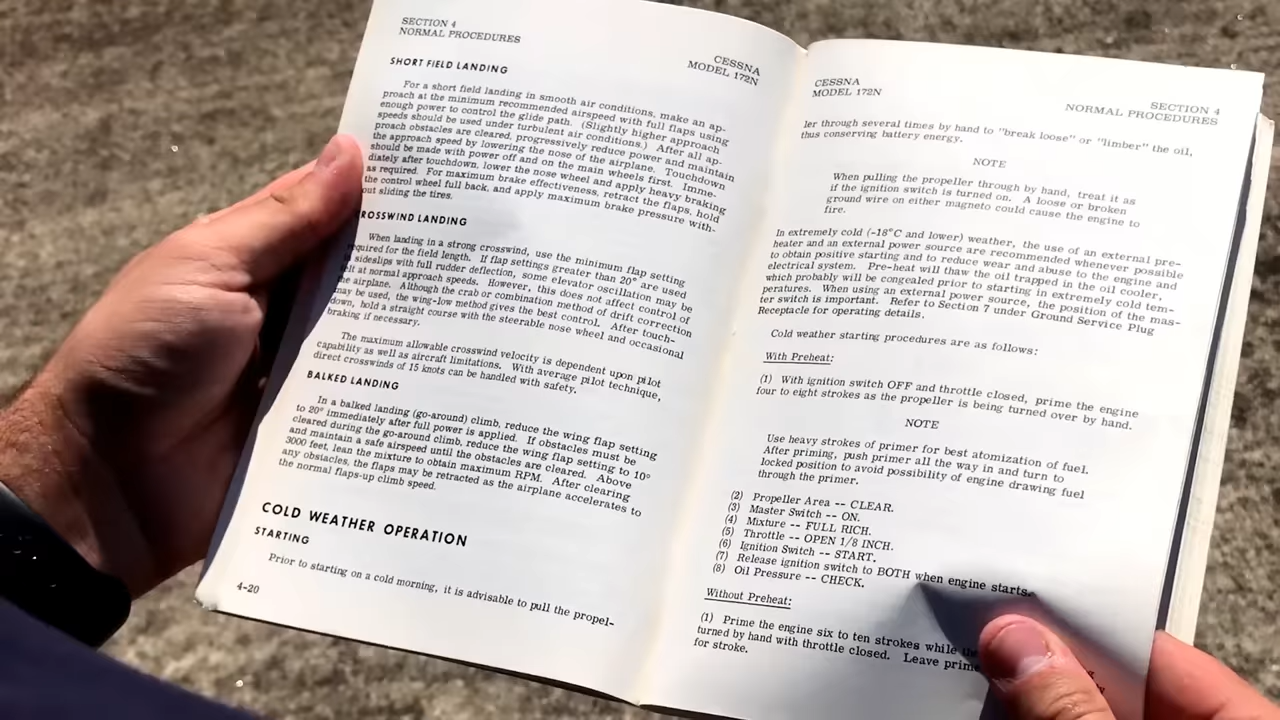 SECTION 4
NORMAL PROCEDURES
CESSNA
MODEL 172N
SHORT FIELD LANDING
For a short field landing in smooth air conditions, make an ap-
proach at the minimum recommended airspeed with full flaps using
enough power to control the glide path. (Slightly higher approach
speeds should be used under turbulent air conditions.) After all ap-
proach obstacles are cleared, progressively reduce power and maintain
the approach speed by lowering the nose of the airplane. Touchdown
should be made with power off and on the main wheels first. Imme-
diately after touchdown, lower the nose wheel and apply heavy braking
as required. For maximum brake effectiveness, retract the flaps, hold
the control wheel full back, and apply maximum brake pressure with-
out sliding the tires.
CROSSWIND LANDING
When landing in a strong crosswind, use the minimum flap setting
required for the field length. If flap settings greater than 20° are used
in sideslips with full rudder deflection, some elevator oscillation may be
felt at normal approach speeds. However, this does not affect control of
the airplane. Although the crab or combination method of drift correction
may be used, the wing-low method gives the best control. After touch-
down, hold a straight course with the steerable nose wheel and occasional
braking if necessary.
The maximum allowable crosswind velocity is dependent upon pilot
capability as well as aircraft limitations. With average pilot technique,
direct crosswinds of 15 knots can be handled with safety.
BALKED LANDING
In a balked landing (go-around) climb, reduce the wing flap setting
to 20° immediately after full power is applied. If obstacles must be
cleared during the go-around climb, reduce the wing flap setting to 10°
and maintain a safe airspeed until the obstacles are cleared. Above
3000 feet, lean the mixture to obtain maximum RPM. After clearing
any obstacles, the flaps may be retracted as the airplane accelerates to
the normal flaps-up climb speed.
COLD WEATHER OPERATION
STARTING
Prior to starting on a cold morning, it is advisable to pull the propel-
4-20
CESSNA
MODEL 172N
SECTION 4
NORMAL PROCEDURES
ler through several times by hand to "break loose" or "limber" the oil,
thus conserving battery energy.
NOTE
When pulling the propeller through by hand, treat it as
if the ignition switch is turned on. A loose or broken
ground wire on either magneto could cause the engine to
fire.
In extremely cold (-18°C and lower) weather, the use of an external pre-
heater and an external power source are recommended whenever possible
to obtain positive starting and to reduce wear and abuse to the engine and
electrical system. Pre-heat will thaw the oil trapped in the oil cooler,
which probably will be congealed prior to starting in extremely cold tem-
peratures. When using an external power source, the position of the mas-
ter switch is important. Refer to Section 7 under Ground Service Plug
Receptacle for operating details.
Cold weather starting procedures are as follows:
With Preheat:
(1) With ignition switch OFF and throttle closed, prime the engine
four to eight strokes as the propeller is being turned over by hand.
NOTE
Use heavy strokes of primer for best atomization of fuel.
After priming, push primer all the way in and turn to
locked position to avoid possibility of engine drawing fuel
through the primer.
(2) Propeller Area -- CLEAR.
(3) Master Switch -- ON.
(4) Mixture -- FULL RICH.
(5) Throttle -- OPEN 1/8 INCH.
(6) Ignition Switch -- START.
(7) Release ignition switch to BOTH when engine starts.
(8) Oil Pressure -- CHECK.
Without Preheat:
(1) Prime the engine six to ten strokes while
turned by hand with throttle closed. Leave
for stroke.